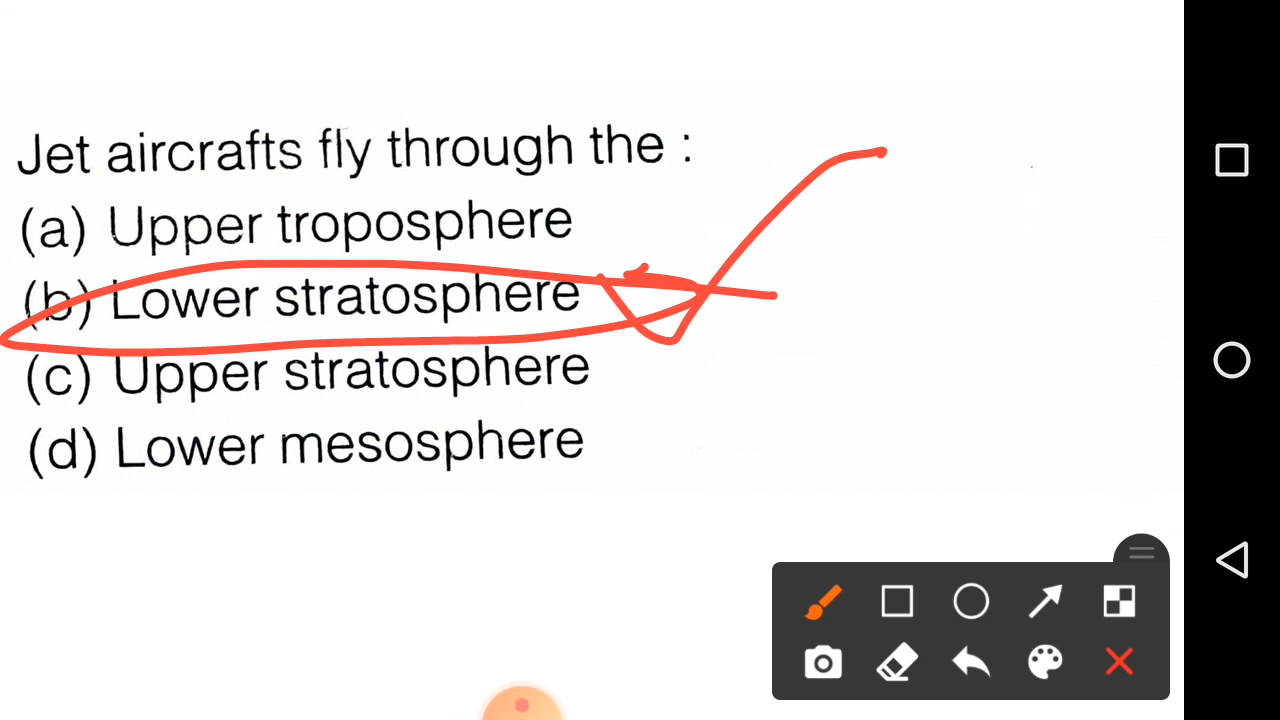 Jet aircrafts fly through the :
(a) Upper troposphere
(b) Lower stratosphere
(c) Upper stratosphere
(d) Lower mesosphere